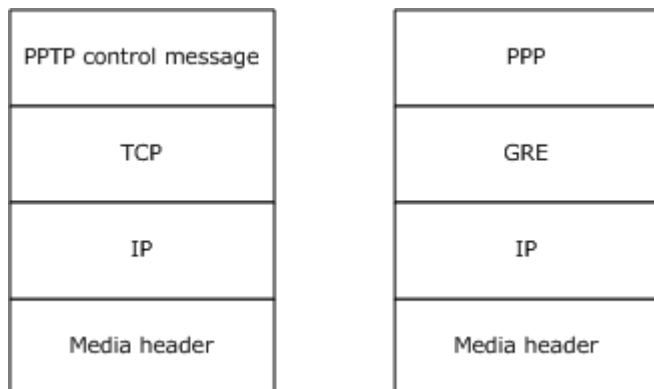 PPTP control message
TCP
IP
Media header
PPP
GRE
IP
Media header